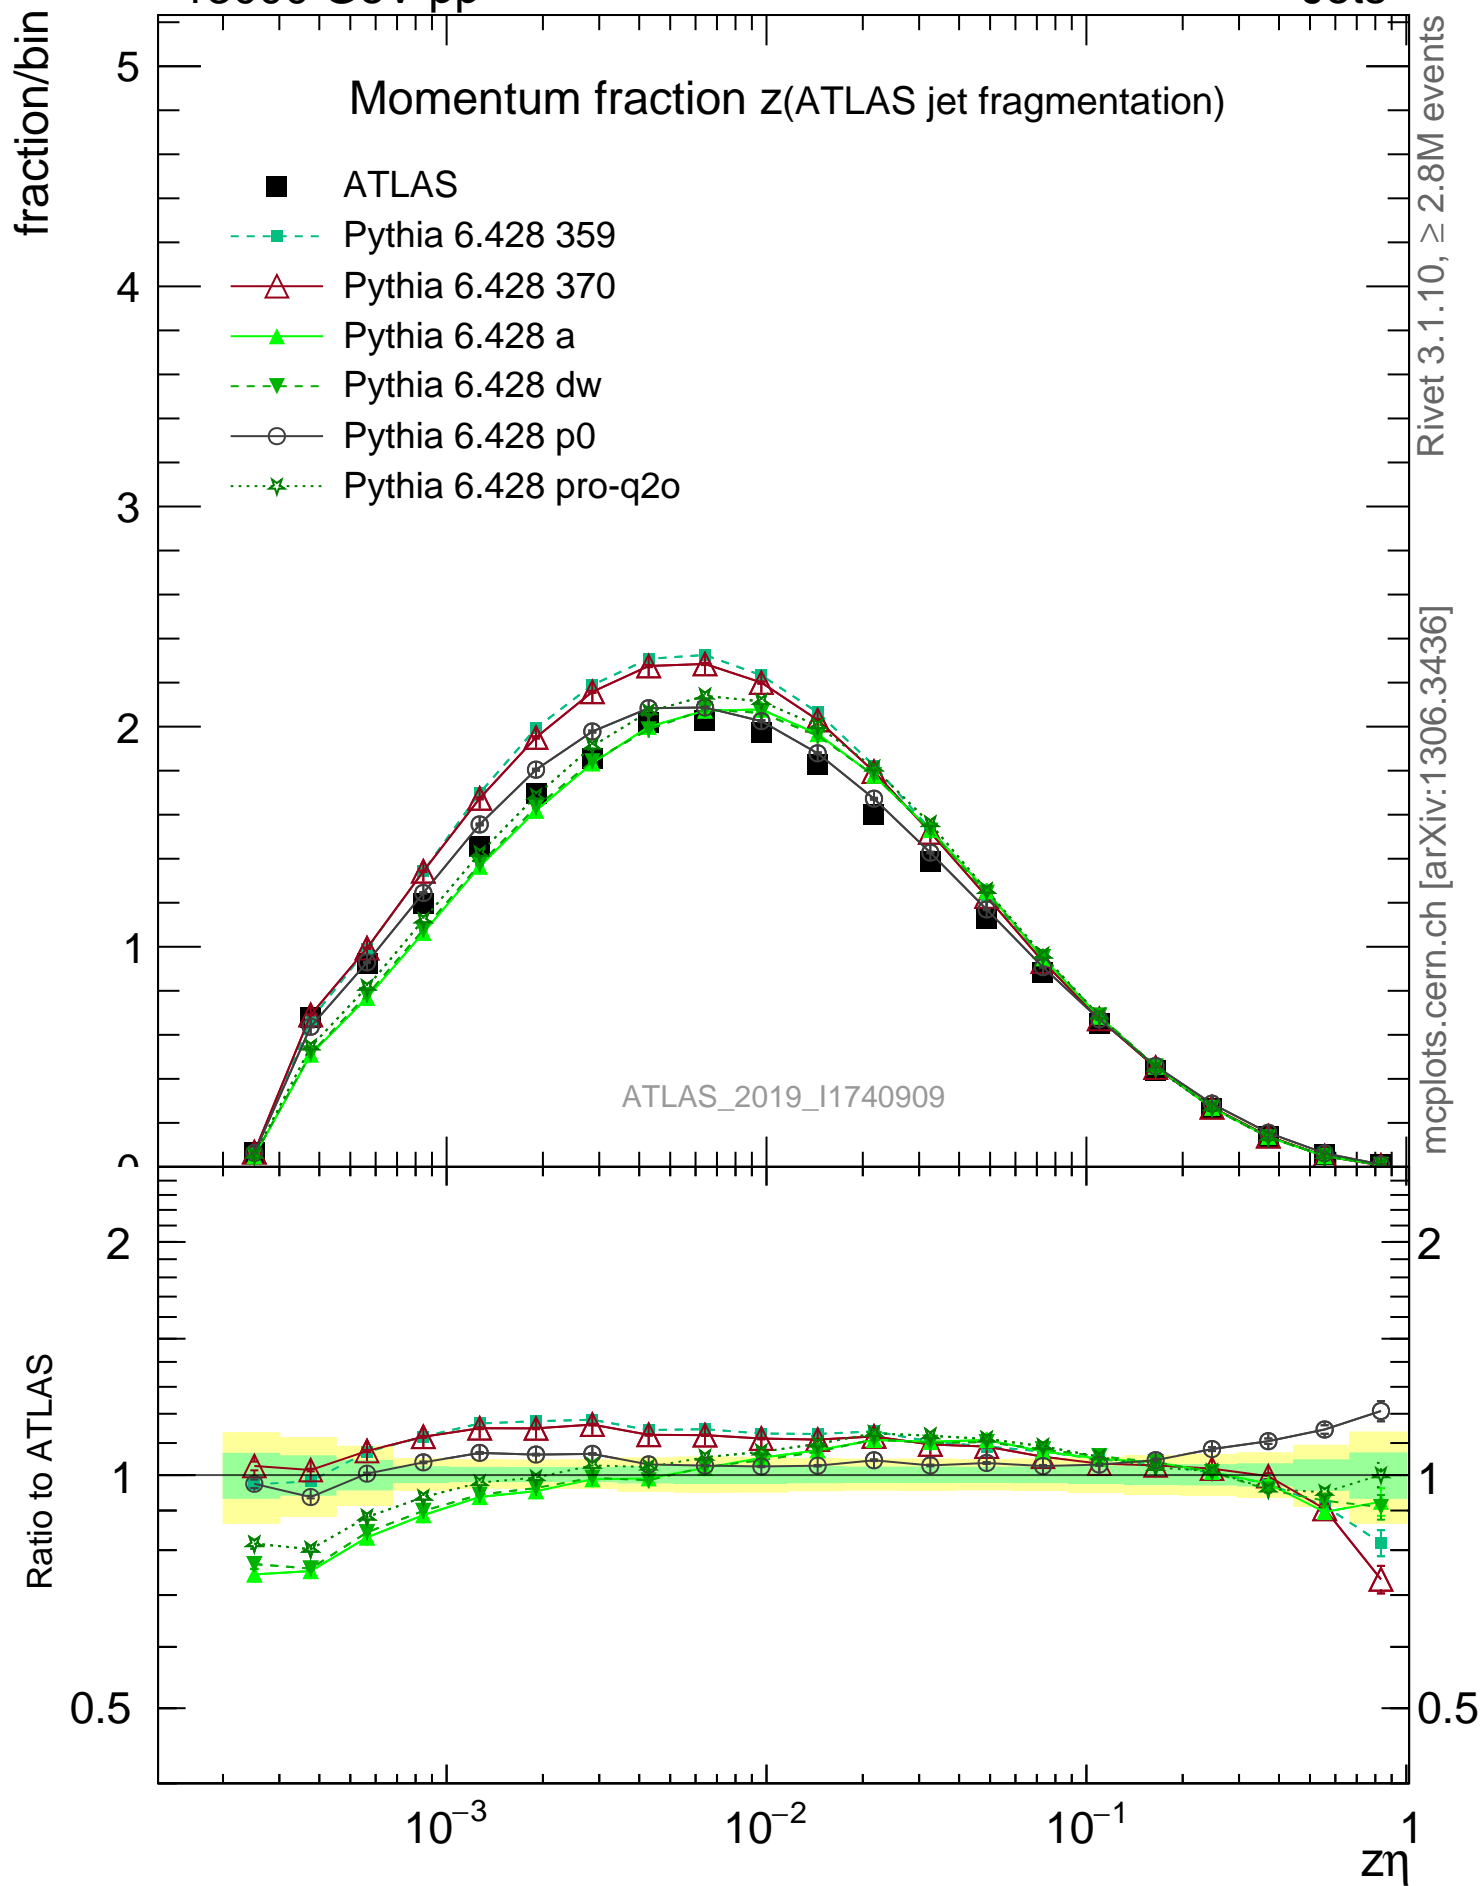 fraction/bin
5
4
3
2
1
0
Momentum fraction z(ATLAS jet fragmentation)
ATLAS
Pythia 6.428 359
Pythia 6.428 370
Pythia 6.428 a
Pythia 6.428 dw
Pythia 6.428 p0
Pythia 6.428 pro-q2o
ATLAS_2019_I1740909
Rivet 3.1.10, ≥ 2.8M events
mcplots.cern.ch [arXiv:1306.3436]
Ratio to ATLAS
2
1
0.5
2
1
0.5
10⁻³
10⁻²
10⁻¹
1
zη